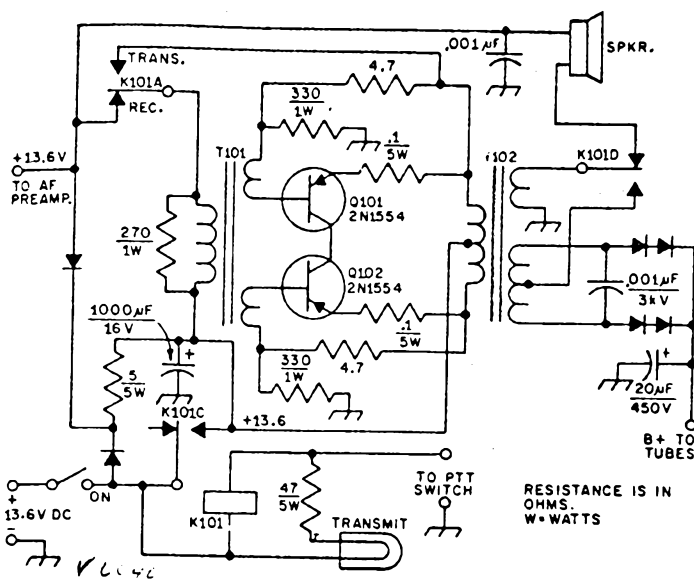 .001µF
SPKR.
TRANS.
K101A
REC.
4.7
330
1W
+13.6V
TO AF
PREAMP.
T101
.1
5W
Q101
2N1554
T102
K101D
270
1W
Q102
2N1554
.001µF
3kV
1000µF
16V
+
.1
5W
330
1W
4.7
5
5W
K101C
+13.6
+
20µF
450V
B+ TO
TUBES
ON
+
13.6V DC
-
K101
47
5W
TO PTT
SWITCH
TRANSMIT
RESISTANCE IS IN
OHMS.
W=WATTS